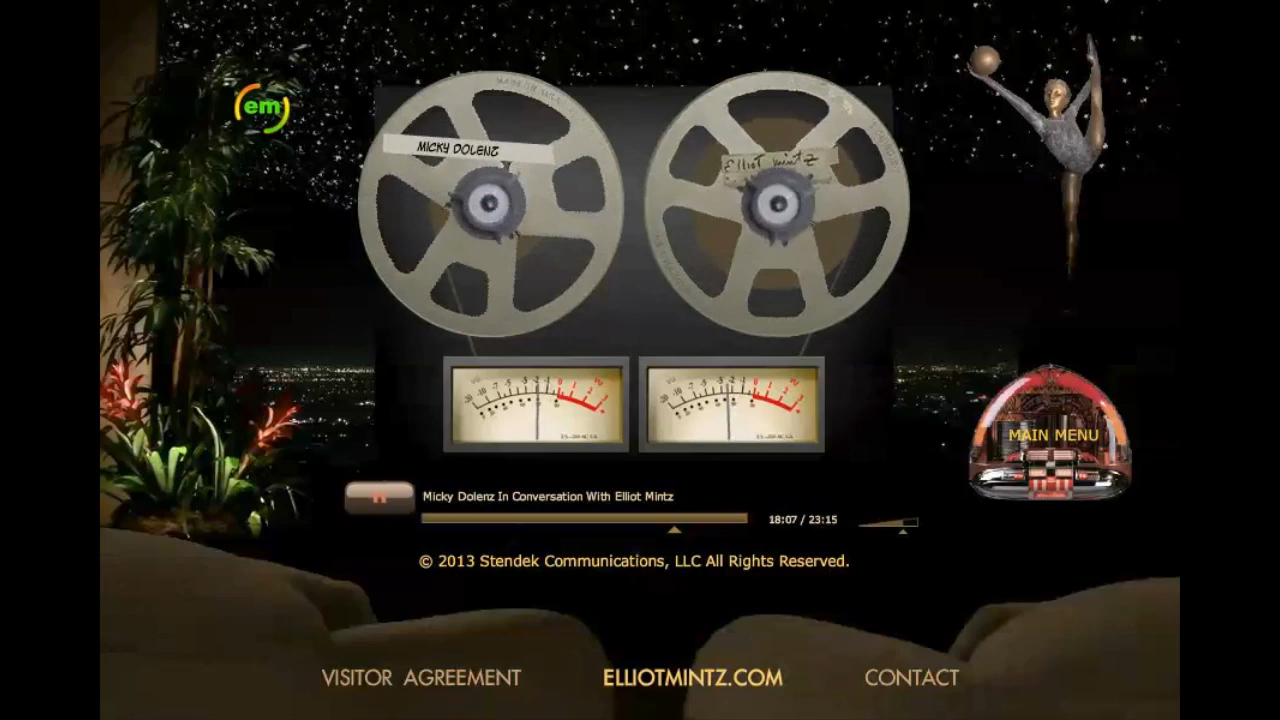 em
MICKY DOLENZ
Elliot Mintz
MAIN MENU
Micky Dolenz In Conversation With Elliot Mintz
18:07 / 23:15
© 2013 Stendek Communications, LLC All Rights Reserved.
VISITOR AGREEMENT
ELLIOTMINTZ.COM
CONTACT